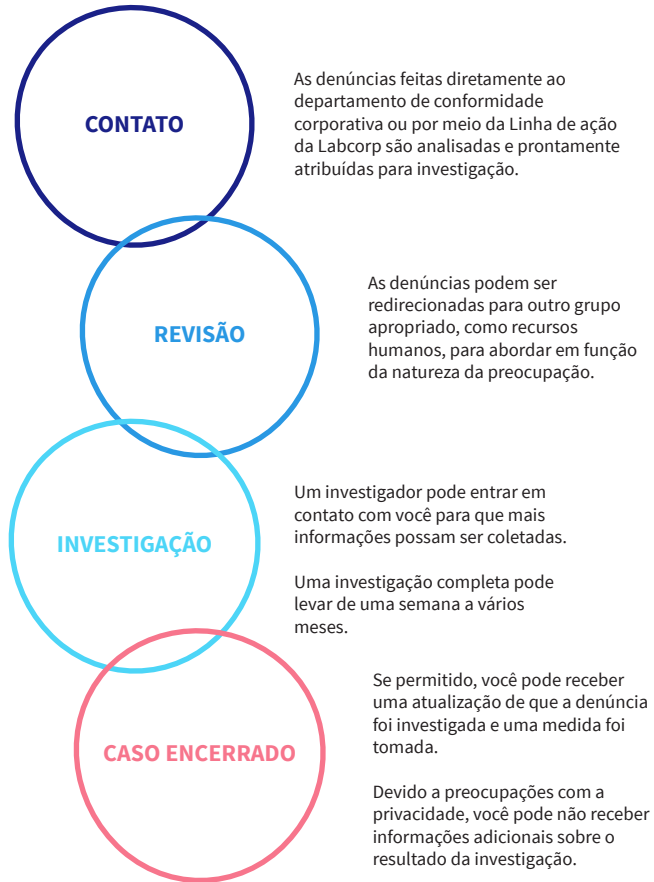 CONTATO
As denúncias feitas diretamente ao
departamento de conformidade
corporativa ou por meio da Linha de ação
da Labcorp são analisadas e prontamente
atribuídas para investigação.
REVISÃO
As denúncias podem ser
redirecionadas para outro grupo
apropriado, como recursos
humanos, para abordar em função
da natureza da preocupação.
INVESTIGAÇÃO
Um investigador pode entrar em
contato com você para que mais
informações possam ser coletadas.
Uma investigação completa pode
levar de uma semana a vários
meses.
CASO ENCERRADO
Se permitido, você pode receber
uma atualização de que a denúncia
foi investigada e uma medida foi
tomada.
Devido a preocupações com a
privacidade, você pode não receber
informações adicionais sobre o
resultado da investigação.